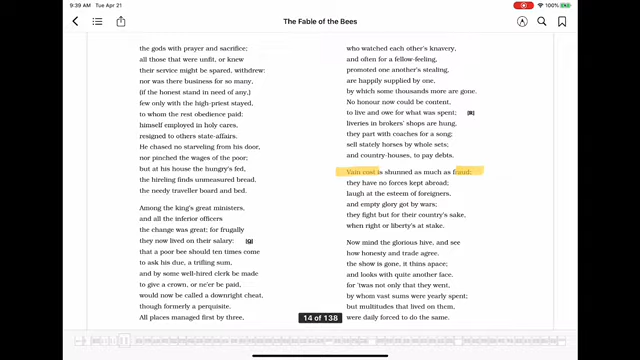 9:39 AM Tue Apr 21
100%
The Fable of the Bees
the gods with prayer and sacrifice;
all those that were unfit, or knew
their service might be spared, withdrew:
nor was there business for so many,
(if the honest stand in need of any,)
few only with the high-priest stayed,
to whom the rest obedience paid:
himself employed in holy cares,
resigned to others state-affairs.
He chased no starveling from his door,
nor pinched the wages of the poor;
but at his house the hungry's fed,
the hireling finds unmeasured bread,
the needy traveller board and bed.
Among the king's great ministers,
and all the inferior officers
the change was great; for frugally
they now lived on their salary: [Q]
that a poor bee should ten times come
to ask his due, a trifling sum,
and by some well-hired clerk be made
to give a crown, or ne'er be paid,
would now be called a downright cheat,
though formerly a perquisite.
All places managed first by three,
who watched each other's knavery,
and often for a fellow-feeling,
promoted one another's stealing,
are happily supplied by one,
by which some thousands more are gone.
No honour now could be content,
to live and owe for what was spent; [R]
liveries in brokers' shops are hung,
they part with coaches for a song;
sell stately horses by whole sets;
and country-houses, to pay debts.
Vain cost is shunned as much as fraud;
they have no forces kept abroad;
laugh at the esteem of foreigners,
and empty glory got by wars;
they fight but for their country's sake,
when right or liberty's at stake.
Now mind the glorious hive, and see
how honesty and trade agree.
the show is gone, it thins apace;
and looks with quite another face.
for 'twas not only that they went,
by whom vast sums were yearly spent;
but multitudes that lived on them,
were daily forced to do the same.
14 of 138